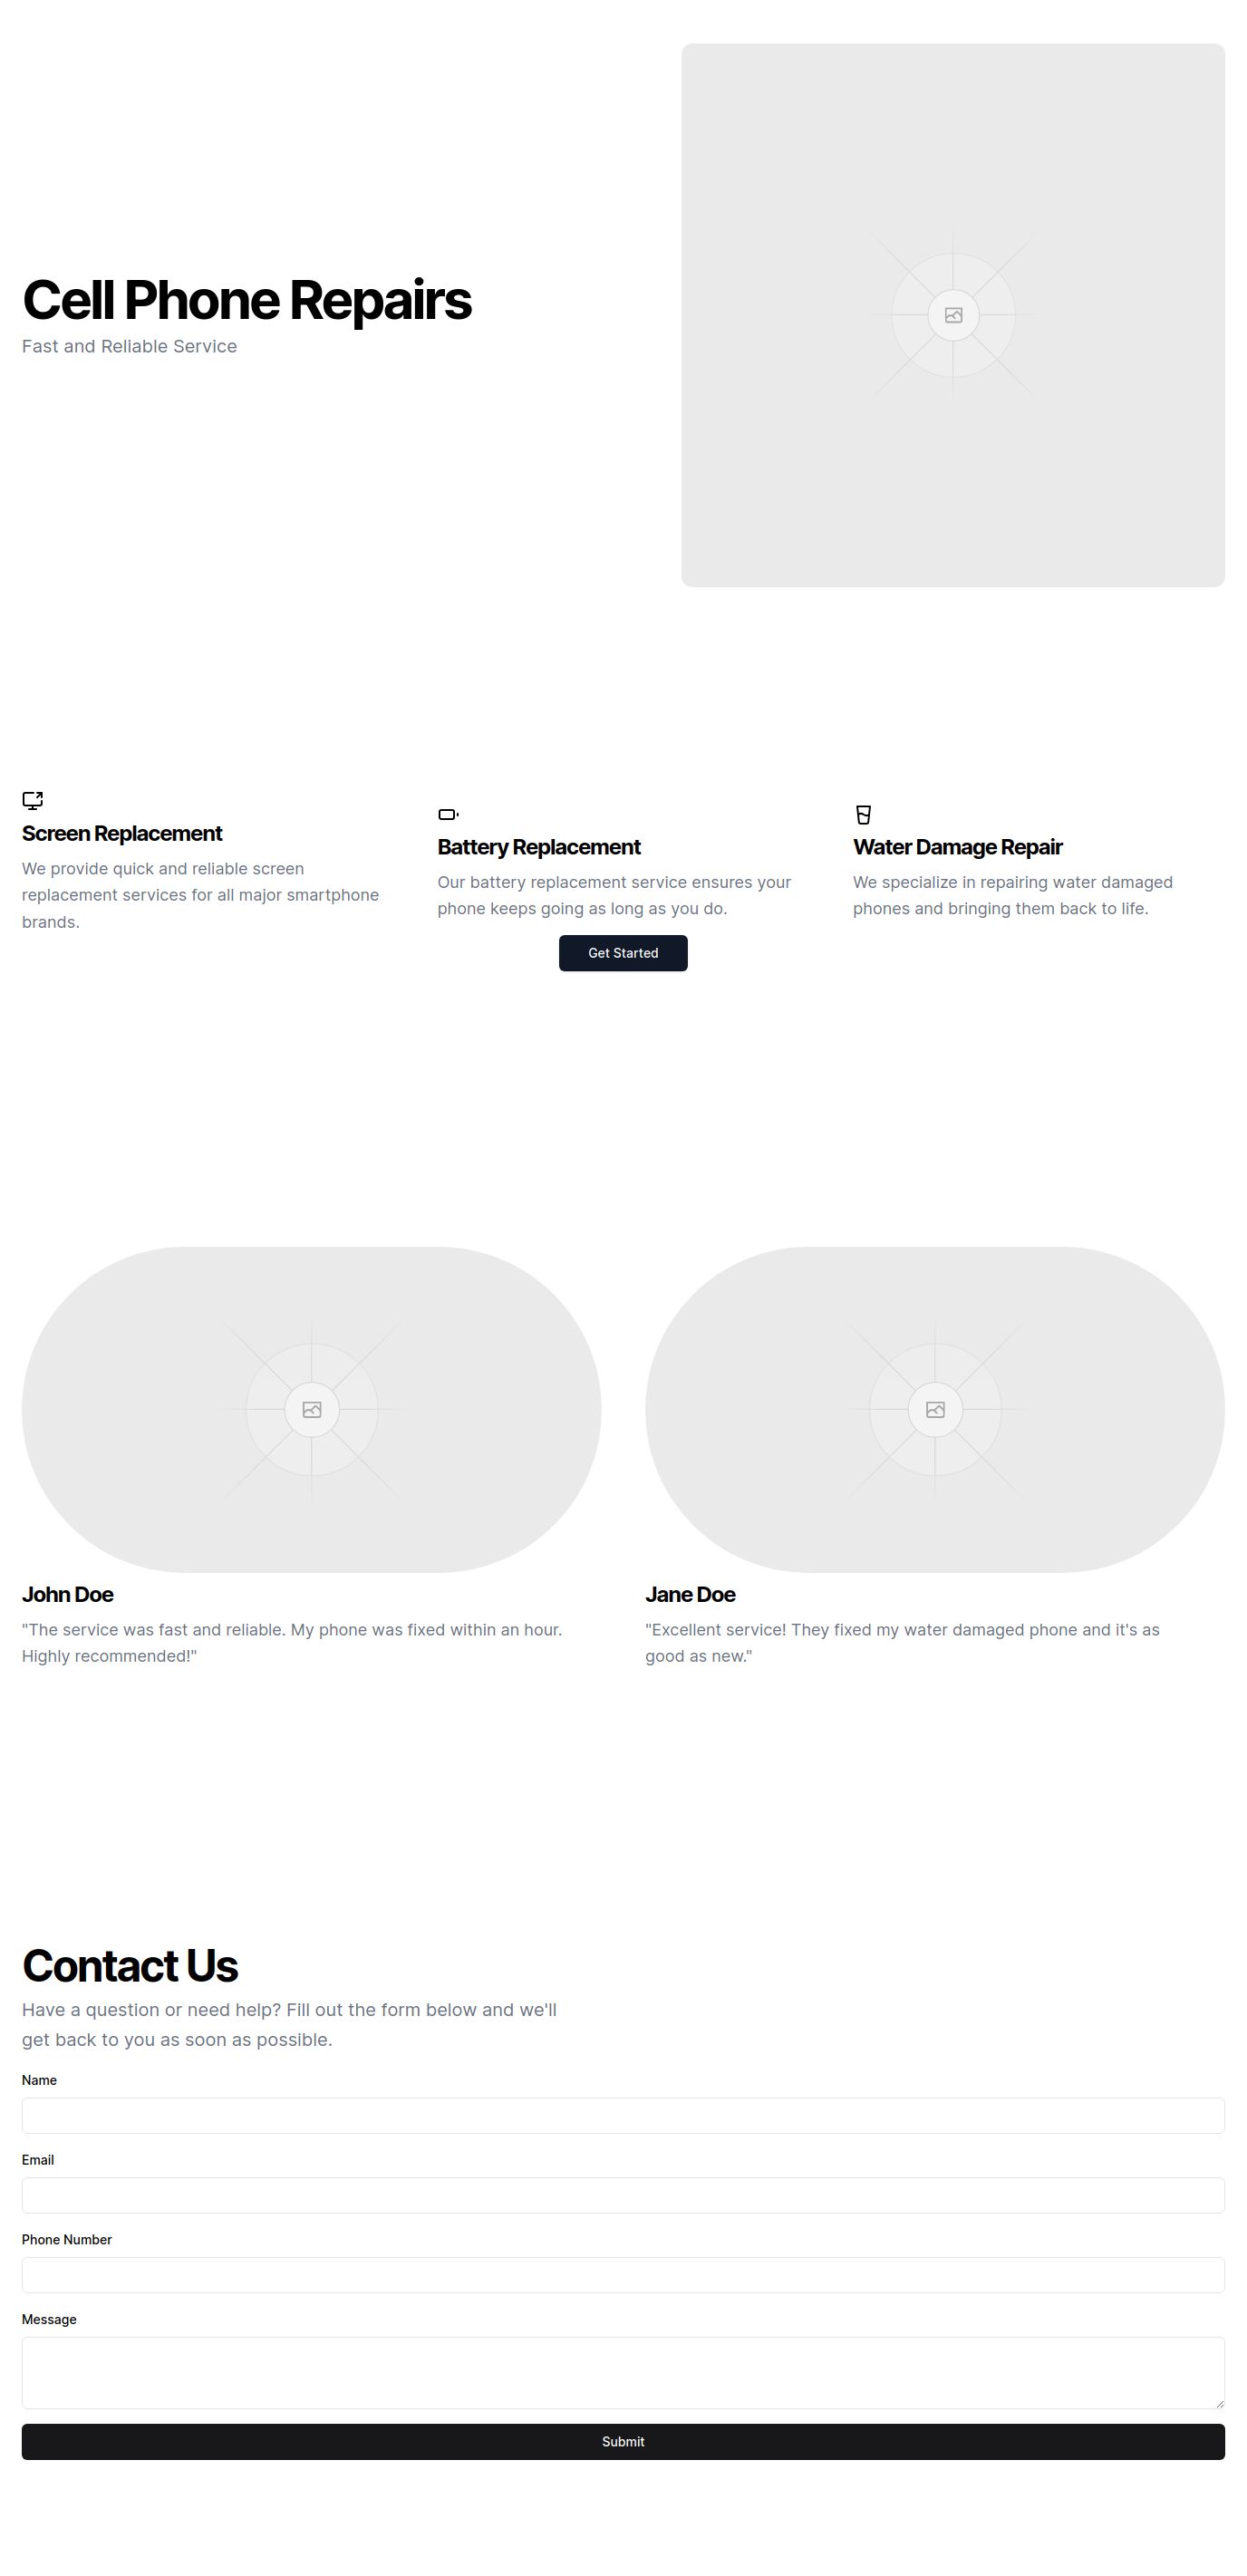 Cell Phone Repairs
Fast and Reliable Service
Screen Replacement
We provide quick and reliable screen
replacement services for all major smartphone
brands.
Battery Replacement
Our battery replacement service ensures your
phone keeps going as long as you do.
Water Damage Repair
We specialize in repairing water damaged
phones and bringing them back to life.
Get Started
John Doe
"The service was fast and reliable. My phone was fixed within an hour.
Highly recommended!"
Jane Doe
"Excellent service! They fixed my water damaged phone and it's as
good as new."
Contact Us
Have a question or need help? Fill out the form below and we'll
get back to you as soon as possible.
Name
Email
Phone Number
Message
Submit